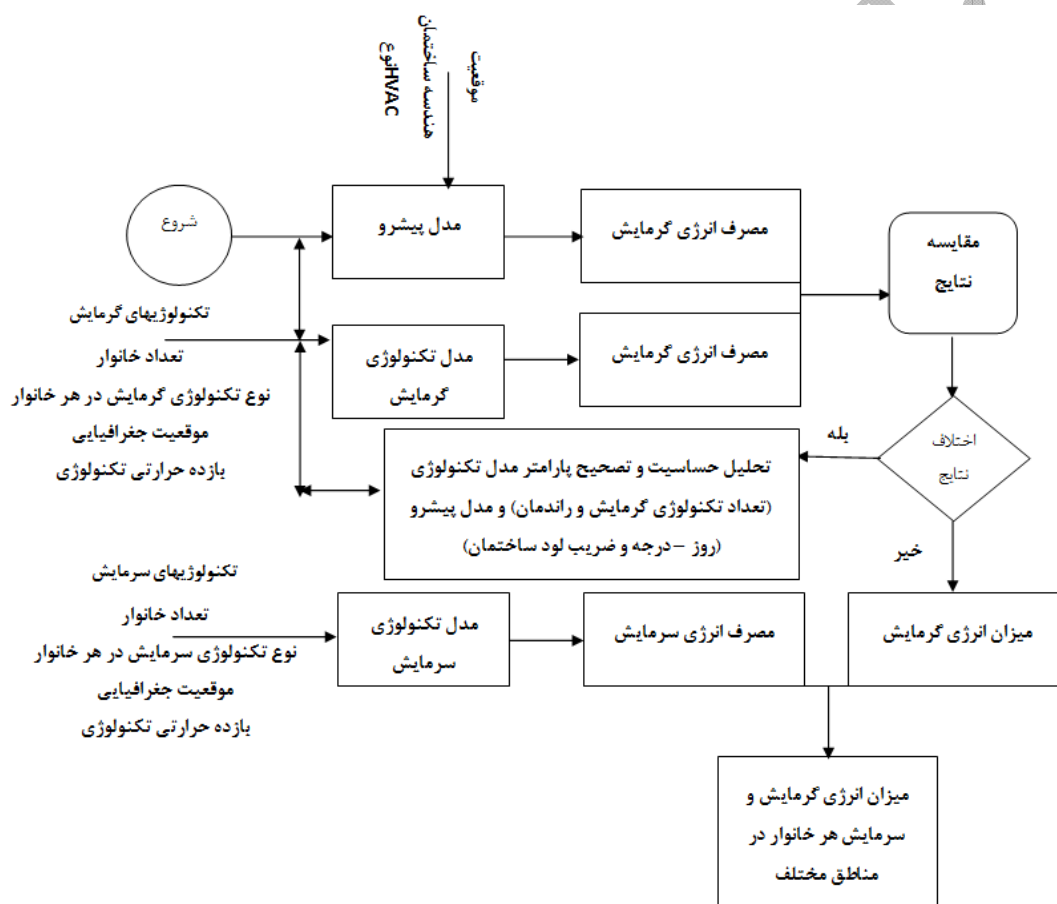 موقعیت
هندسه ساختمان
نوع HVAC
شروع
مدل پیشرو
مصرف انرژی گرمایش
مقایسه
نتایج
تکنولوژیهای گرمایش
تعداد خانوار
نوع تکنولوژی گرمایش در هر خانوار
موقعیت جغرافیایی
بازده حرارتی تکنولوژی
مدل تکنولوژی
گرمایش
مصرف انرژی گرمایش
اختلاف
نتایج
بله
خیر
تحلیل حساسیت و تصحیح پارامتر مدل تکنولوژی
(تعداد تکنولوژی گرمایش و راندمان) و مدل پیشرو
(روز –درجه و ضریب لود ساختمان)
تکنولوژیهای سرمایش
تعداد خانوار
نوع تکنولوژی سرمایش در هر خانوار
موقعیت جغرافیایی
بازده حرارتی تکنولوژی
مدل تکنولوژی
سرمایش
مصرف انرژی سرمایش
میزان انرژی گرمایش
میزان انرژی گرمایش و
سرمایش هر خانوار در
مناطق مختلف